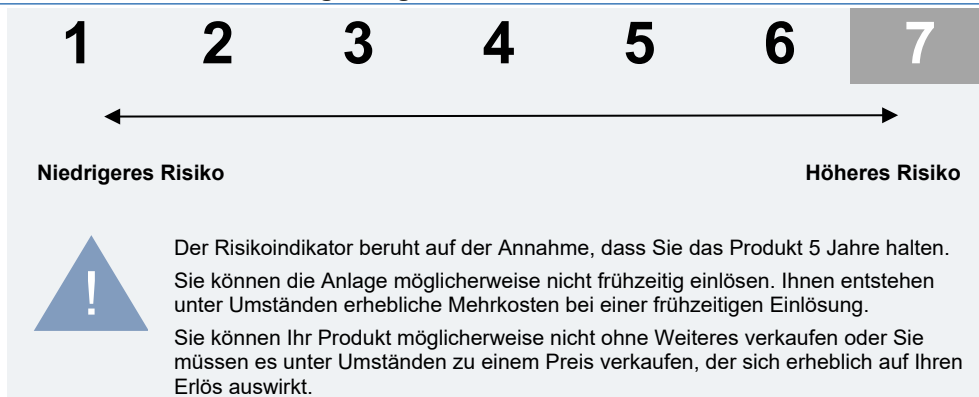 1 2 3 4 5 6 7
Niedrigeres Risiko Höheres Risiko
!
Der Risikoindikator beruht auf der Annahme, dass Sie das Produkt 5 Jahre halten.
Sie können die Anlage möglicherweise nicht frühzeitig einlösen. Ihnen entstehen
unter Umständen erhebliche Mehrkosten bei einer frühzeitigen Einlösung.
Sie können Ihr Produkt möglicherweise nicht ohne Weiteres verkaufen oder Sie
müssen es unter Umständen zu einem Preis verkaufen, der sich erheblich auf Ihren
Erlös auswirkt.